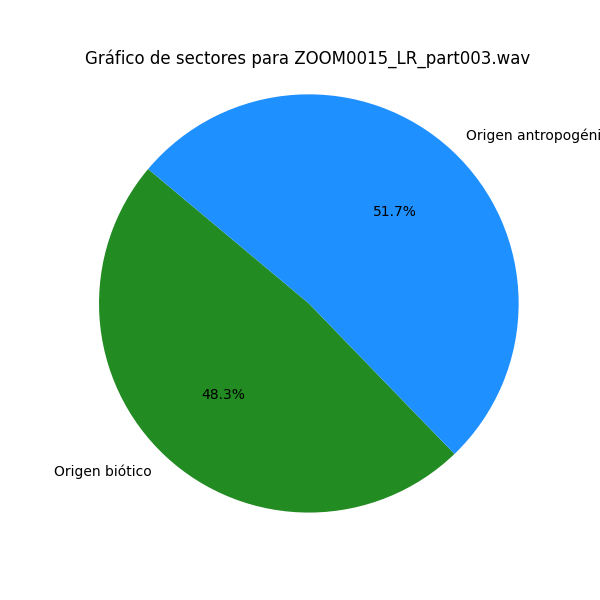 Gráfico de sectores para ZOOM0015_LR_part003.wav
Origen antropogéni
51.7%
48.3%
Origen biótico